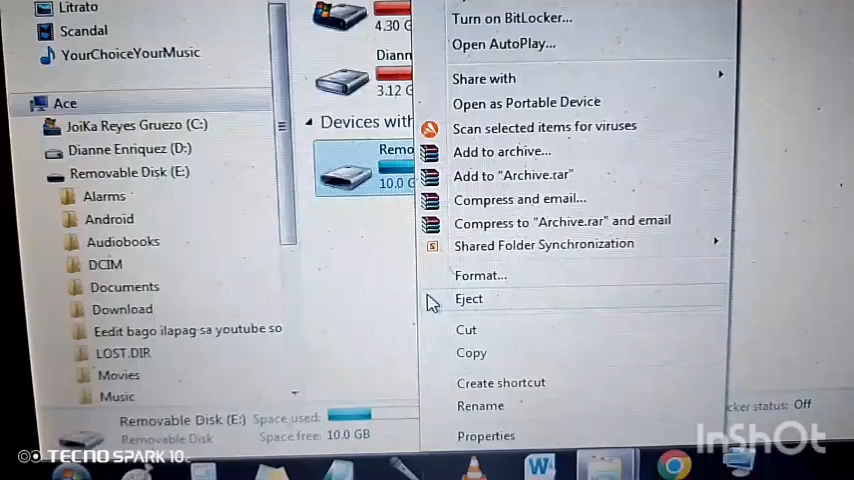 Litrato
Scandal
YourChoiceYourMusic
Ace
JoiKa Reyes Gruezo (C:)
Dianne Enriquez (D:)
Removable Disk (E:)
Alarms
Android
Audiobooks
DCIM
Documents
Download
Eedit bago ilapag sa youtube so
LOST.DIR
Movies
Music
4.30 G
Diann
3.12 G
Devices with
Remo
10.0 G
Turn on BitLocker...
Open AutoPlay...
Share with
Open as Portable Device
Scan selected items for viruses
Add to archive...
Add to "Archive.rar"
Compress and email...
Compress to "Archive.rar" and email
Shared Folder Synchronization
Format...
Eject
Cut
Copy
Create shortcut
Rename
Properties
Removable Disk (E:) Space used:
Removable Disk Space free: 10.0 GB
cker status: Off
TECNO SPARK 10
InShOt